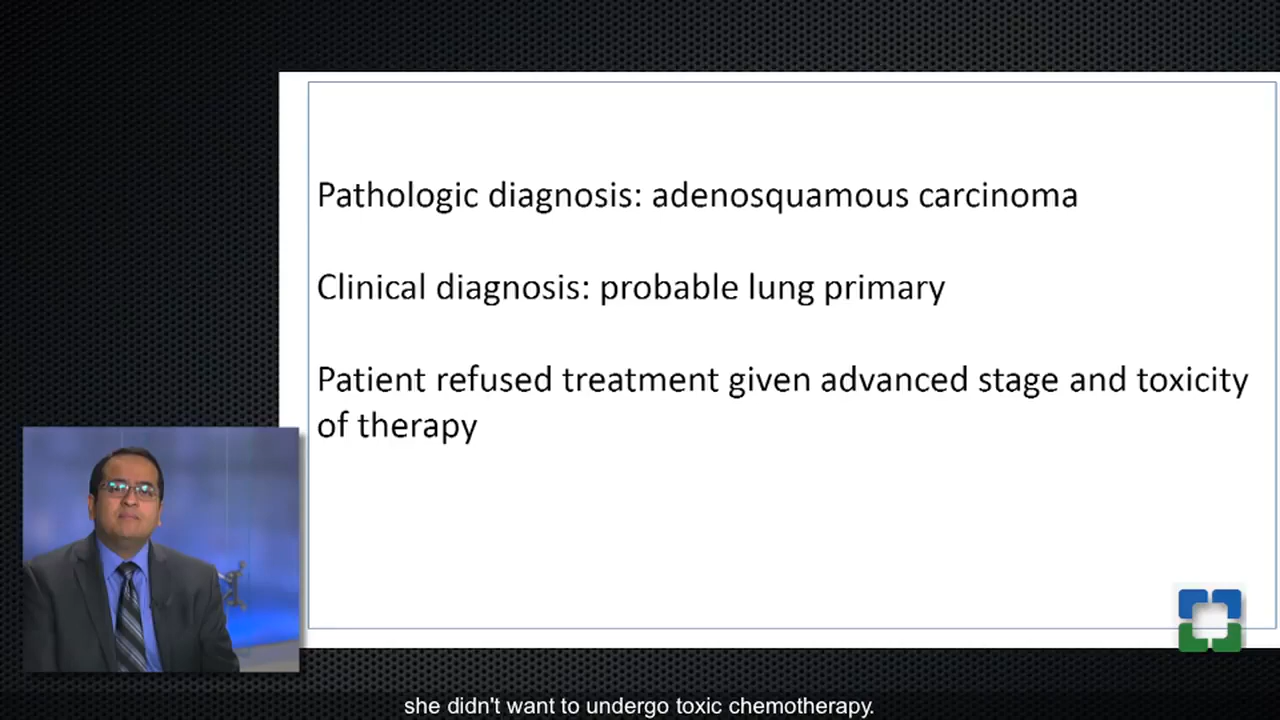 Pathologic diagnosis: adenosquamous carcinoma
Clinical diagnosis: probable lung primary
Patient refused treatment given advanced stage and toxicity
of therapy
she didn't want to undergo toxic chemotherapy.